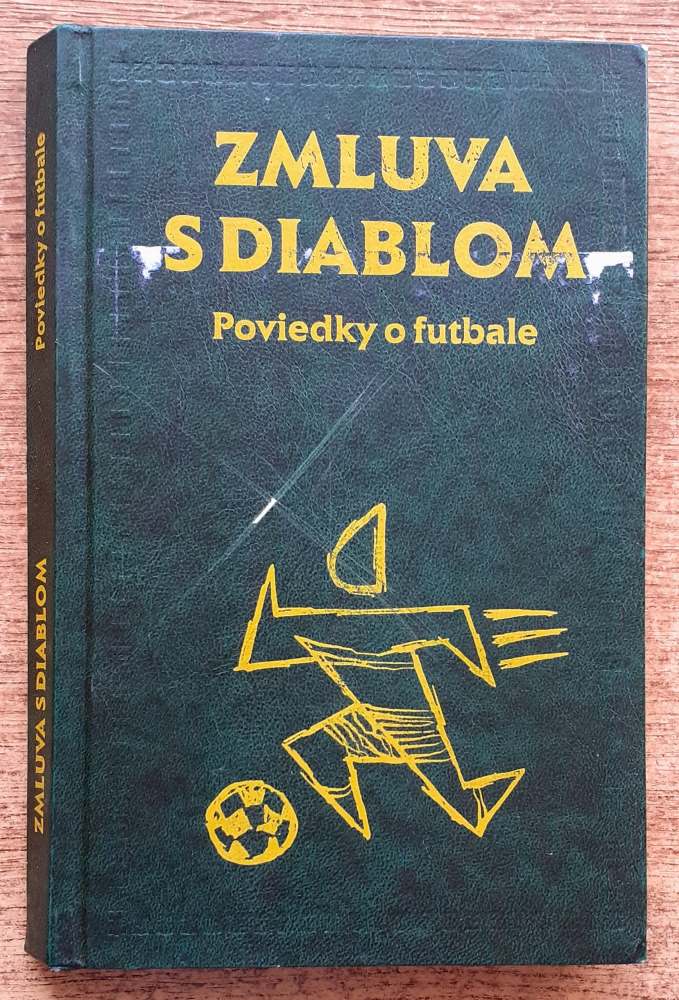 ZMLUVA
S DIABLOM
Poviedky o futbale
ZMLUVA S DIABLOM
Poviedky o futbale